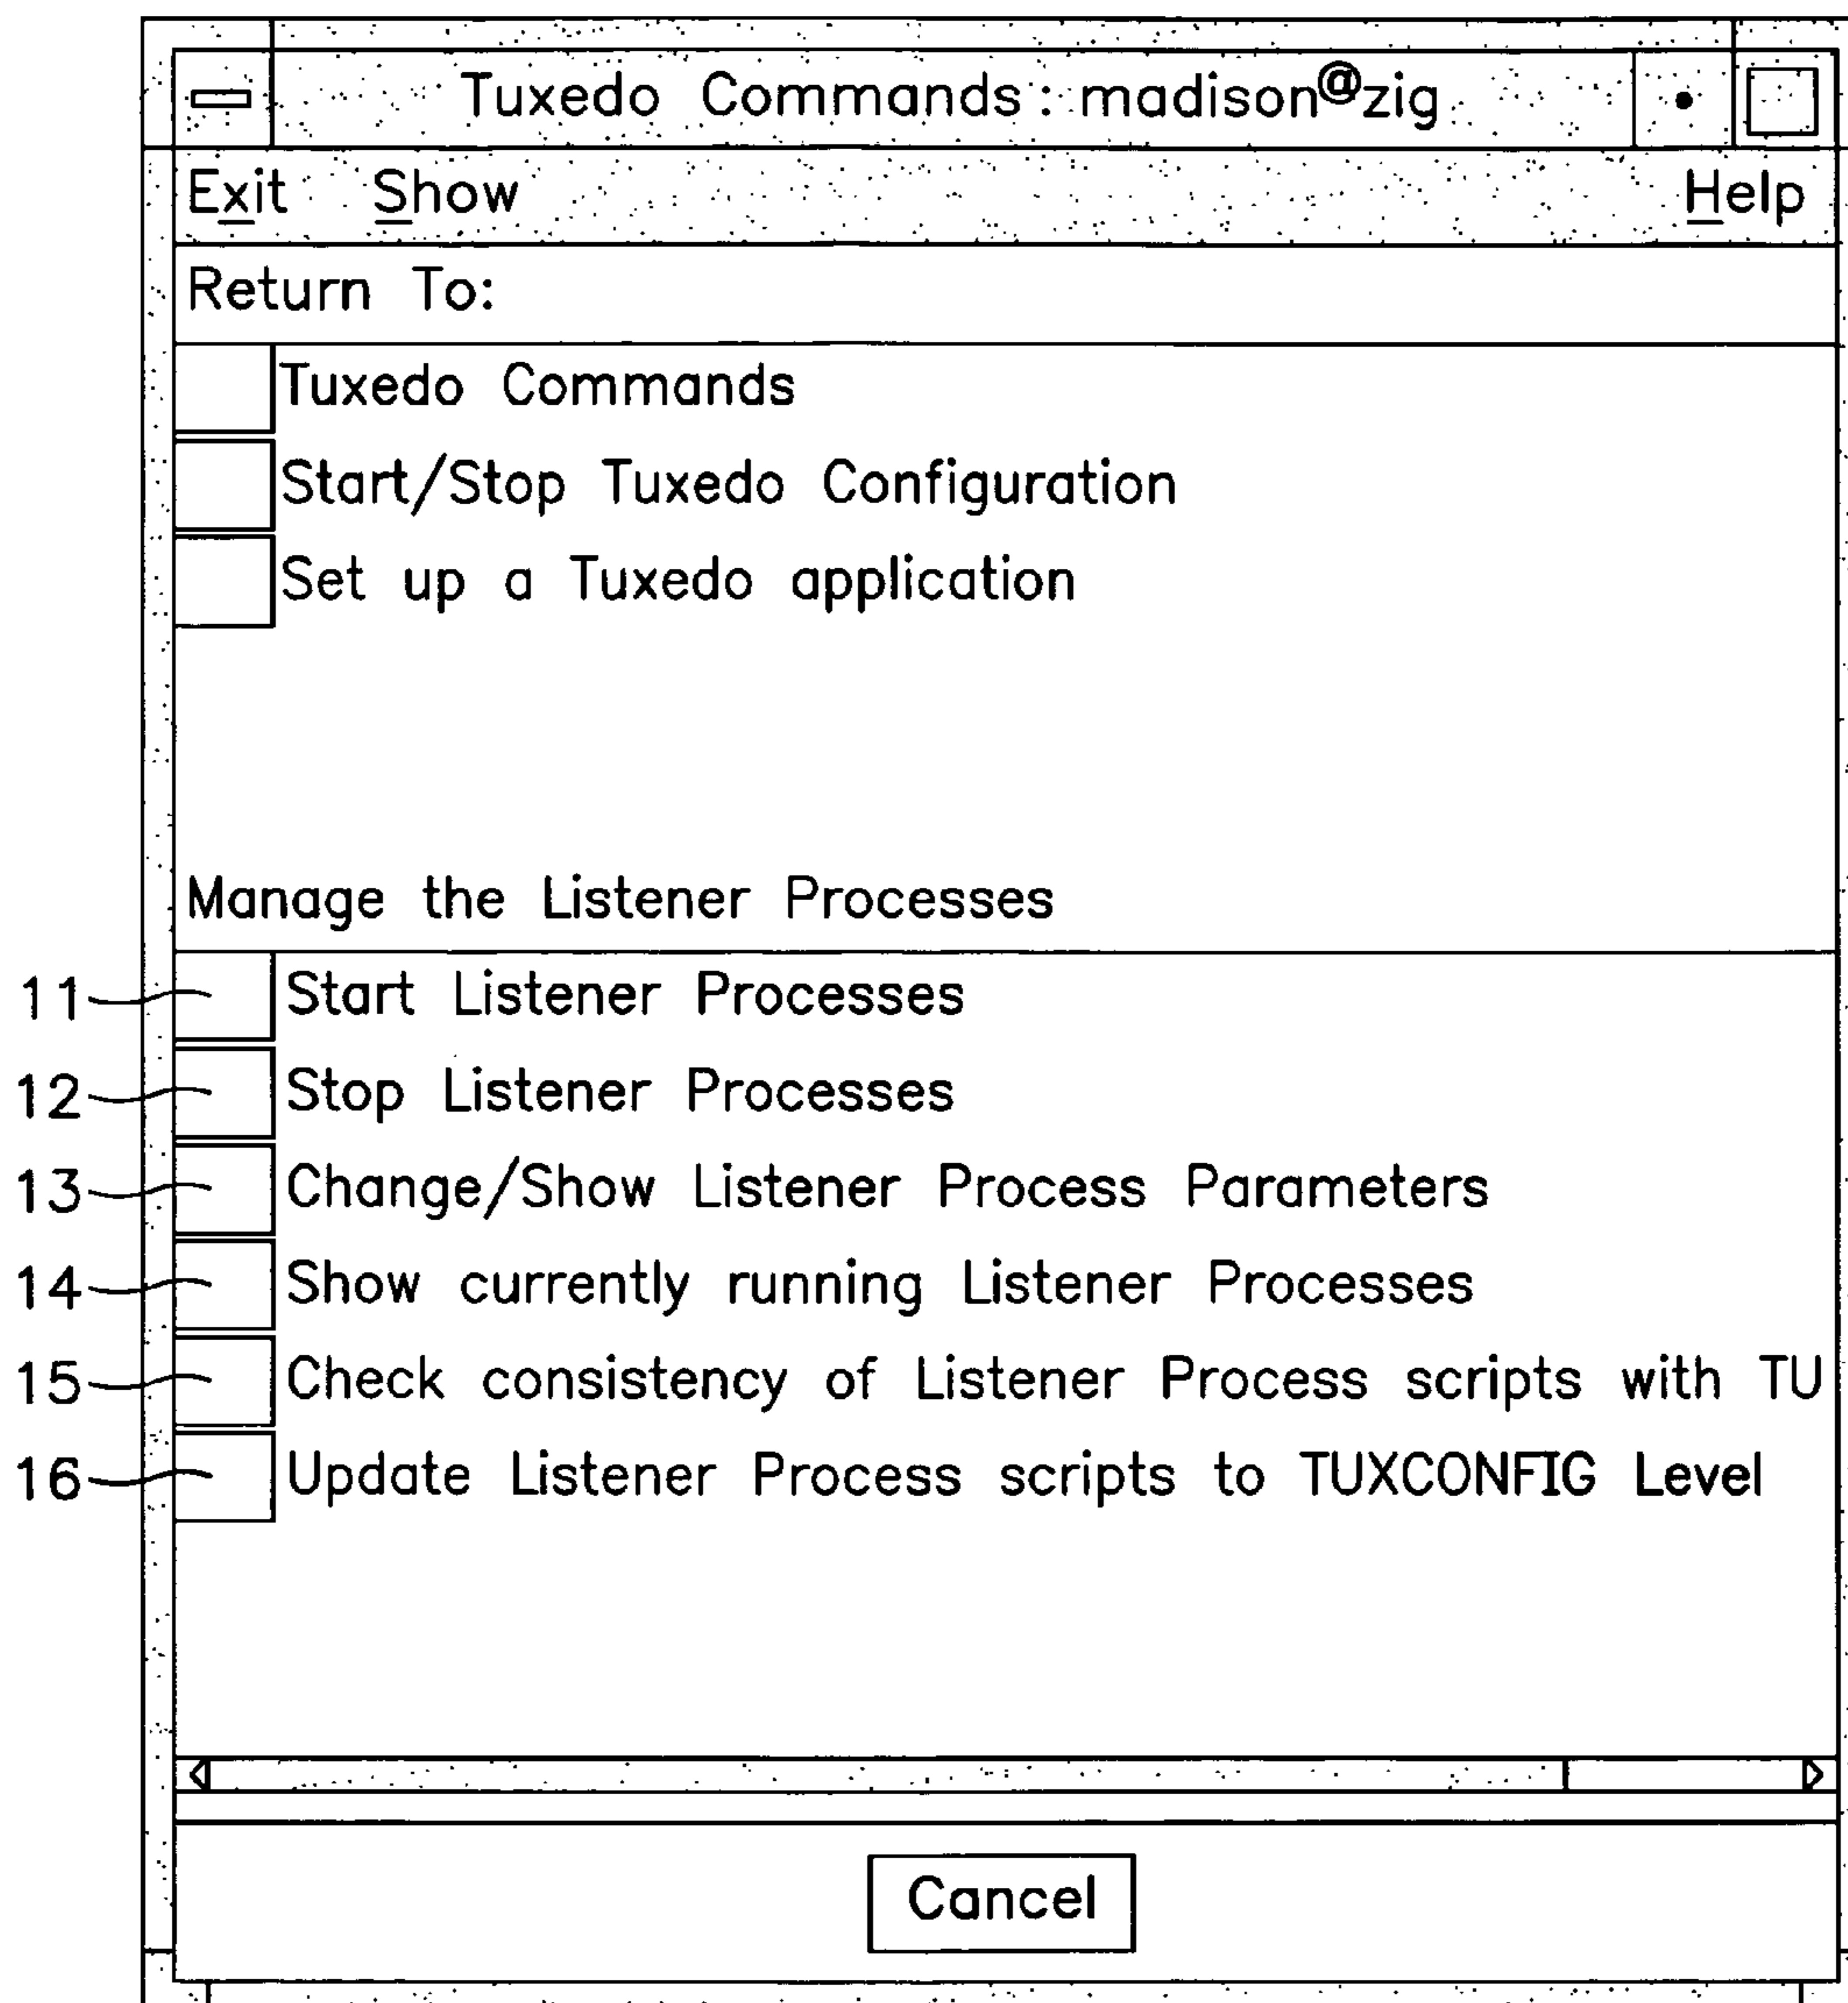 Tuxedo Commands: madison@zig
Exit Show Help
Return To:
Tuxedo Commands
Start/Stop Tuxedo Configuration
Set up a Tuxedo application
Manage the Listener Processes
11 Start Listener Processes
12 Stop Listener Processes
13 Change/Show Listener Process Parameters
14 Show currently running Listener Processes
15 Check consistency of Listener Process scripts with TU
16 Update Listener Process scripts to TUXCONFIG Level
Cancel